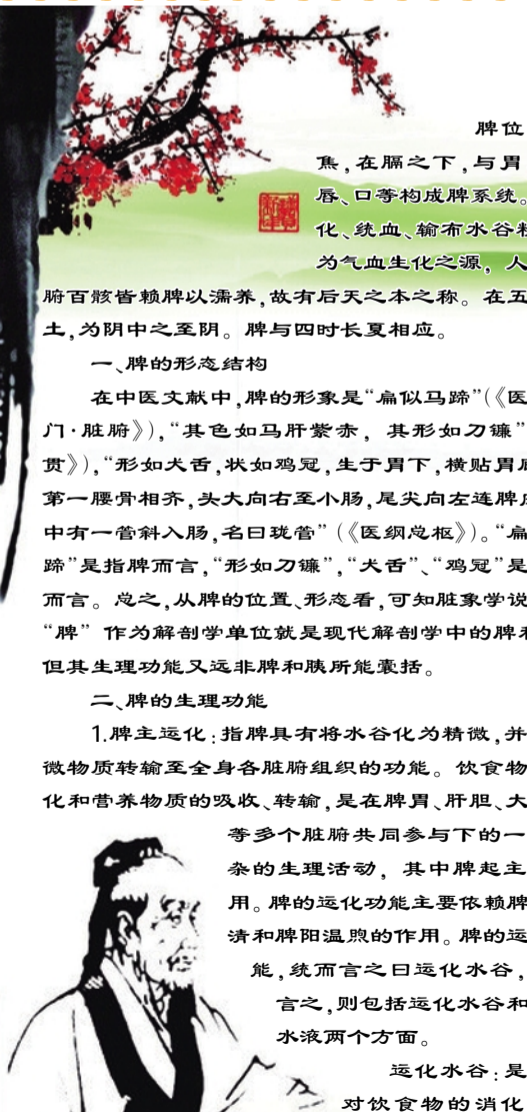 脾位
焦,在膈之下,与胃
唇、口等构成脾系统。
化、统血、输布水谷
为气血生化之源,人
腑百骸皆赖脾以濡养,故有后天之本之称。在五
土,为阴中之至阴。脾与四时长夏相应。
一、脾的形态结构
在中医文献中,脾的形象是“扁似马蹄”(《医
门·脏腑》),“其色如马肝紫赤,其形如刀镰”
贯》),“形如犬舌,状如鸡冠,生于胃下,横贴胃
第一腰骨相齐,头大向右至小肠,尾尖向左连脾
中有一管斜入肠,名曰珑管”(《医纲总枢》)。“扁
蹄”是指脾而言,“形如刀镰”,“犬舌”、“鸡冠”是
而言。总之,从脾的位置、形态看,可知脏象学说
“脾”作为解剖学单位就是现代解剖学中的脾
但其生理功能又远非脾和胰所能囊括。
二、脾的生理功能
1.脾主运化:指脾具有将水谷化为精微,并
微物质转输至全身各脏腑组织的功能。饮食物
化和营养物质的吸收、转输,是在脾胃、肝胆、大
等多个脏腑共同参与下的一
杂的生理活动,其中脾起主
用。脾的运化功能主要依赖脾
清和脾阳温煦的作用。脾的运
能,统而言之曰运化水谷,
言之,则包括运化水谷和
水液两个方面。
运化水谷:是
对饮食物的消化